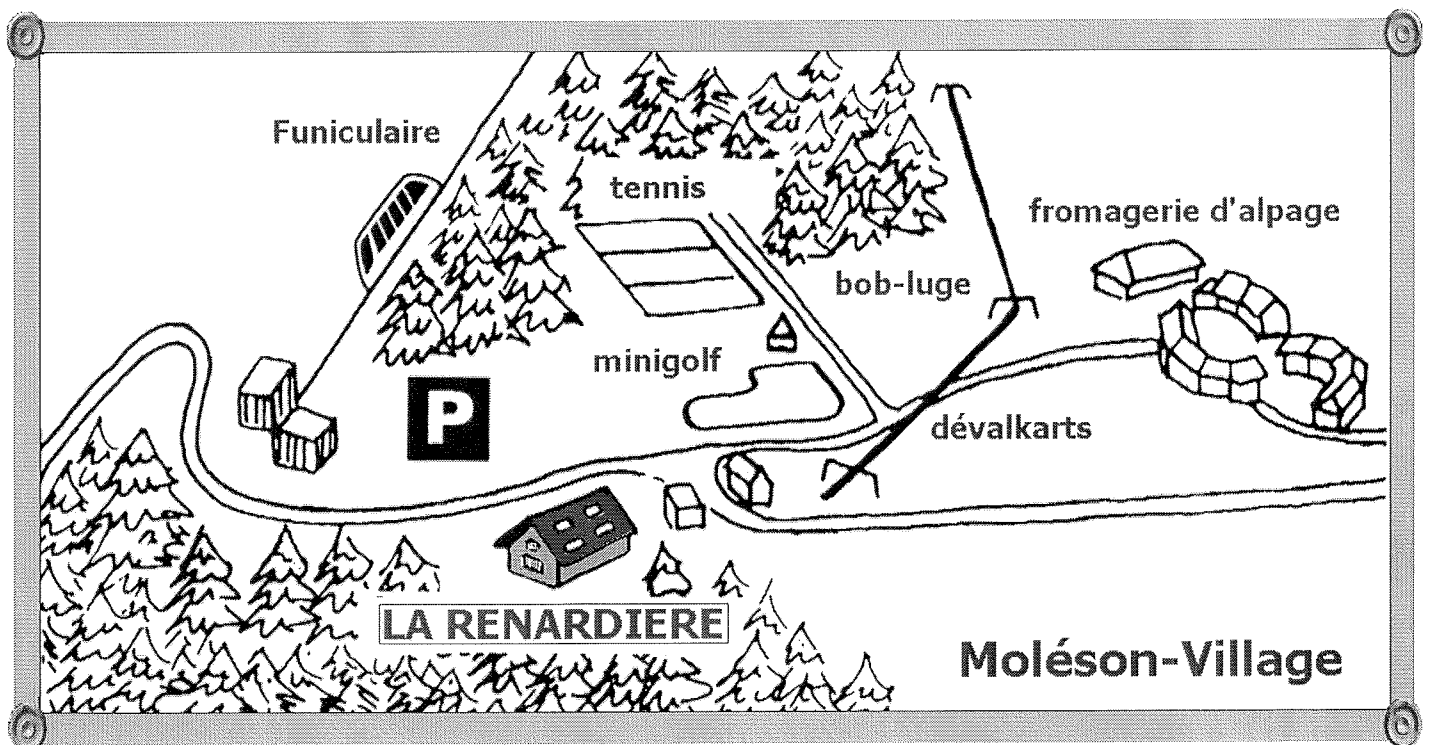 Funiculaire
tennis
fromagerie d'alpage
bob-luge
minigolf
P
dévalkarts
LA RENARDIERE
Moléson-Village